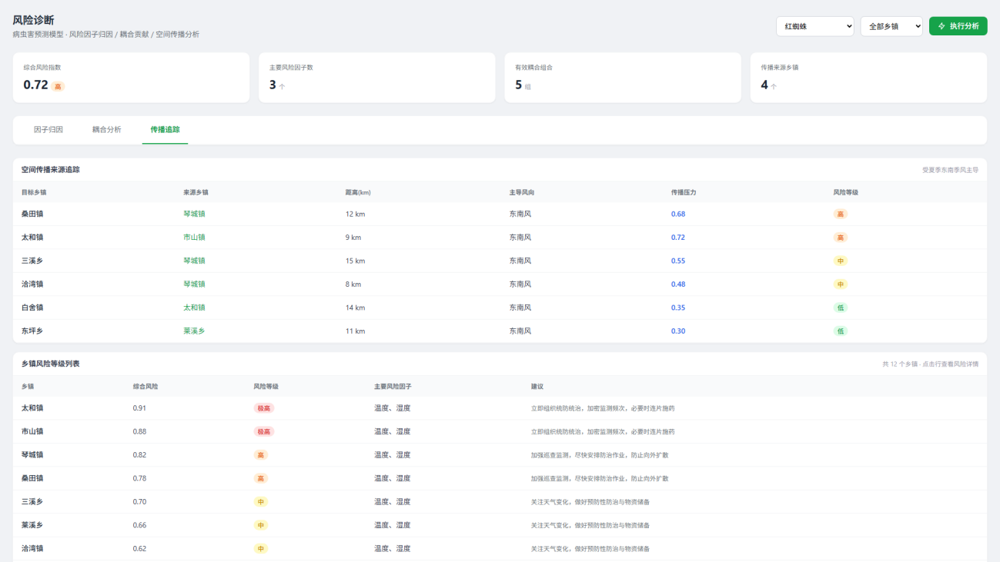 风险诊断
病虫害预测模型 · 风险因子归因 / 耦合贡献 / 空间传播分析
红蜘蛛 全部乡镇 执行分析
综合风险指数 主要风险因子数 有效耦合组合 传播来源乡镇
0.72 高 3 个 5 组 4 个
因子归因 耦合分析 传播追踪
空间传播来源追踪 受夏季东南季风主导
目标乡镇 来源乡镇 距离(km) 主导风向 传播压力 风险等级
桑田镇 琴城镇 12 km 东南风 0.68 高
太和镇 市山镇 9 km 东南风 0.72 高
三溪乡 琴城镇 15 km 东南风 0.55 中
洽湾镇 琴城镇 8 km 东南风 0.48 中
白舍镇 太和镇 14 km 东南风 0.35 低
东坪乡 莱溪乡 11 km 东南风 0.30 低
乡镇风险等级列表 共 12 个乡镇 · 点击行查看风险详情
乡镇 综合风险 风险等级 主要风险因子 建议
太和镇 0.91 极高 温度、湿度 立即组织统防统治，加密监测频次，必要时连片施药
市山镇 0.88 极高 温度、湿度 立即组织统防统治，加密监测频次，必要时连片施药
琴城镇 0.82 高 温度、湿度 加强巡查监测，尽快安排防治作业，防止向外扩散
桑田镇 0.78 高 温度、湿度 加强巡查监测，尽快安排防治作业，防止向外扩散
三溪乡 0.70 中 温度、湿度 关注天气变化，做好预防性防治与物资储备
莱溪乡 0.66 中 温度、湿度 关注天气变化，做好预防性防治与物资储备
洽湾镇 0.62 中 温度、湿度 关注天气变化，做好预防性防治与物资储备